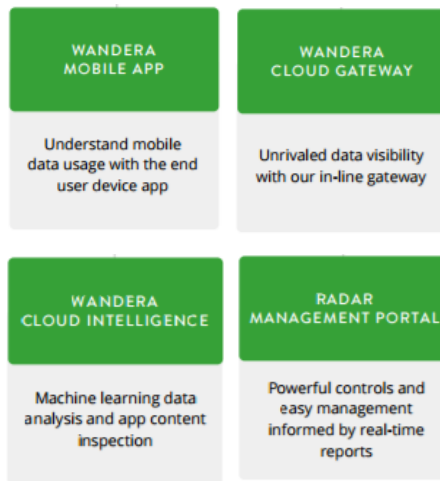 WANDERA
MOBILE APP
Understand mobile
data usage with the end
user device app
WANDERA
CLOUD GATEWAY
Unrivaled data visibility
with our in-line gateway
WANDERA
CLOUD INTELLIGENCE
Machine learning data
analysis and app content
inspection
RADAR
MANAGEMENT PORTAL
Powerful controls and
easy management
informed by real-time
reports